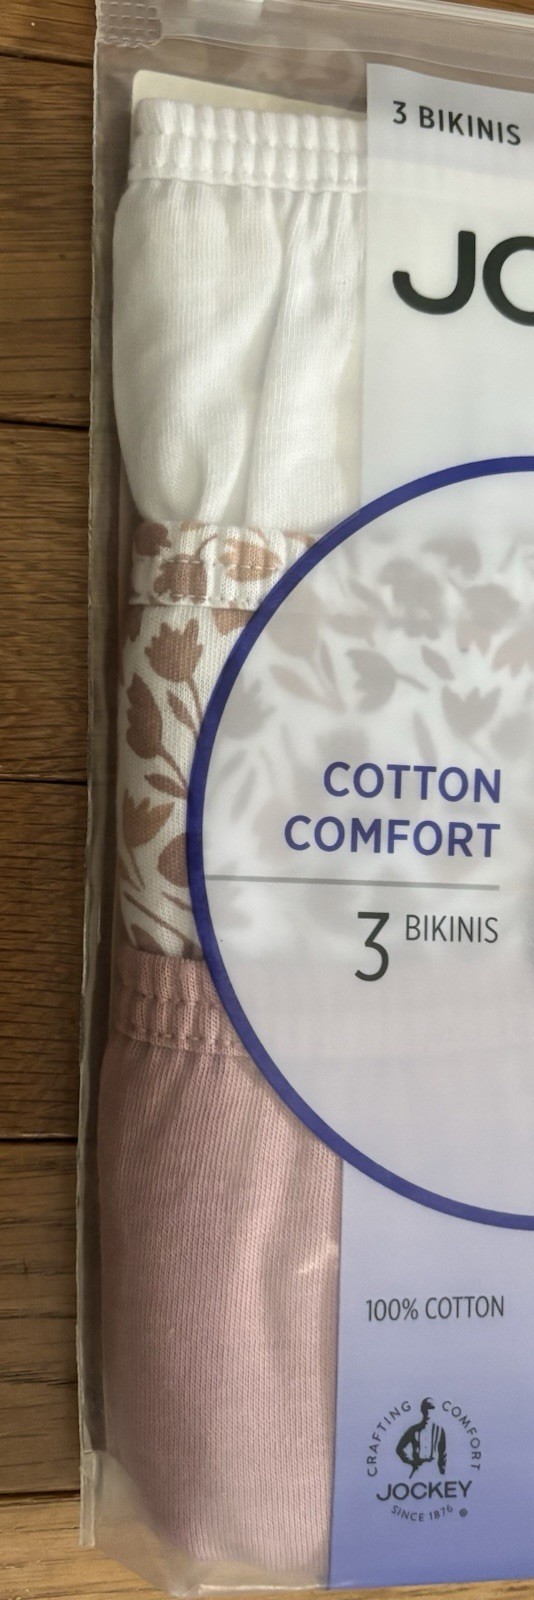 3 BIKINIS
JO
COTTON
COMFORT
3 BIKINIS
100% COTTON
CRAFTING COMFORT
JOCKEY
SINCE 1876 ®